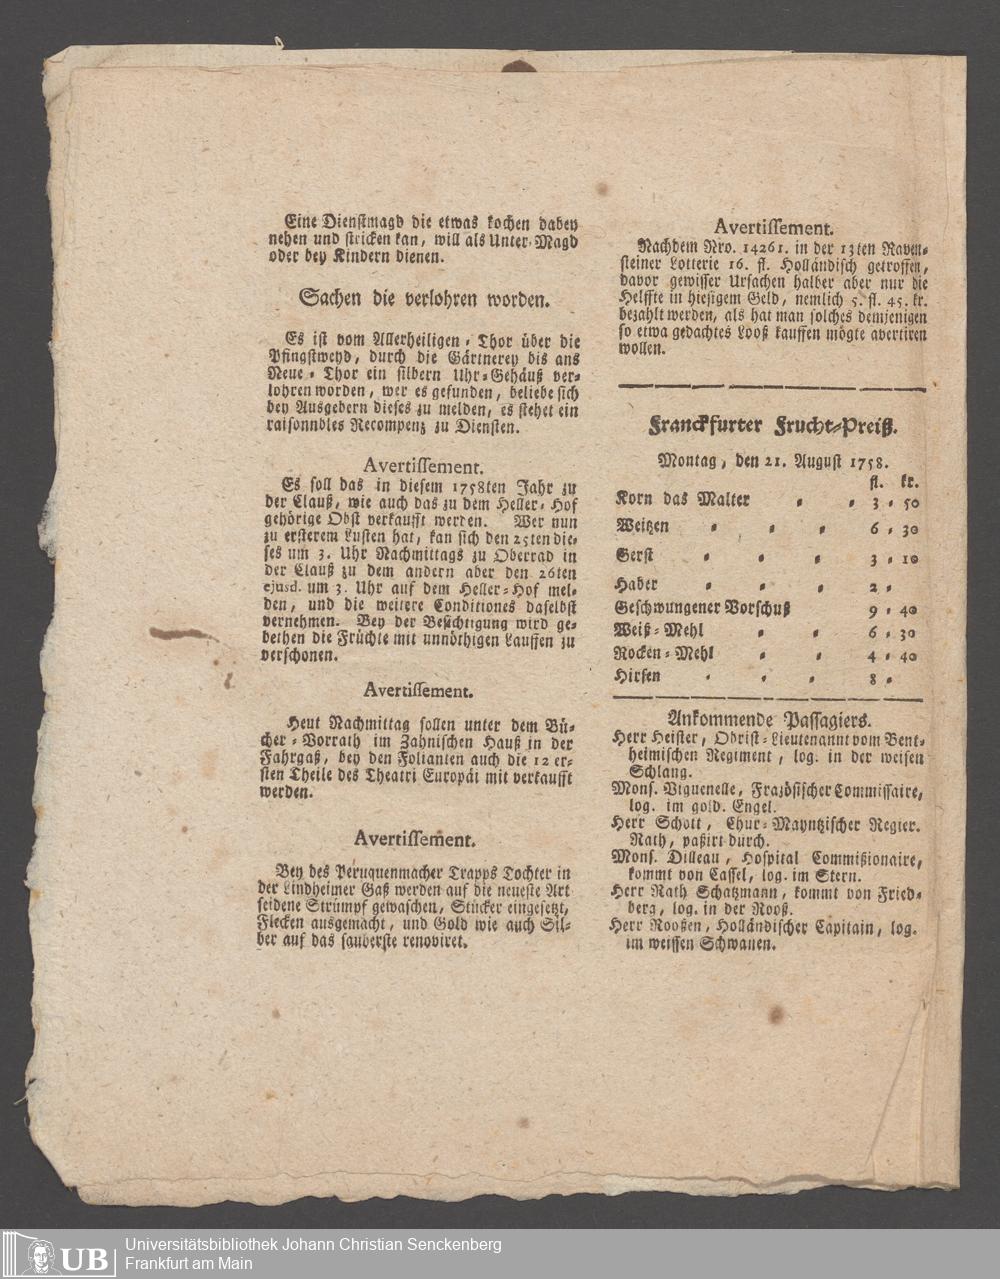 Eine Dienstmagd die etwas kochen dabey
nehen und stricken kan, will als Unter-Magd
oder bey Kindern dienen.
Sachen die verlohren worden.
Es ist vom Allerheiligen-Thor über die
Pfingstweyd, durch die Gärtnerey bis ans
Neue-Thor ein silbern Uhr-Gehäuß ver-
lohren worden, wer es gefunden, beliebe sich
bey Ausgebern dieses zu melden, es stehet ein
raisonnbles Recompenz zu Diensten.
Avertissement.
Es soll das in diesem 1758ten Jahr zu
der Clauß, wie auch das zu dem Heller-Hof
gehörige Obst verkaufft werden. Wer nun
zu ersterem Lusten hat, kan sich den 25ten die-
ses um 3. Uhr Nachmittags zu Oberrad in
der Clauß zu dem andern aber den 26ten
ejusd. um 3. Uhr auf dem Heller-Hof mel-
den, und die weitere Conditiones daselbst
vernehmen. Bey der Besichtigung wird ge-
bethen die Früchte mit unnöthigen Lauffen zu
verschonen.
Avertissement.
Heut Nachmittag sollen unter dem Bü-
cher-Vorrath im Zahnischen Hauß in der
Fahrgaß, bey den Folianten auch die 12 er-
sten Theile des Theatri Europäi mit verkaufft
werden.
Avertissement.
Bey des Peruquenmacher Trapps Tochter in
der Lindheimer Gaß werden auf die neueste Art
seidene Strümpf gewaschen, Stücker eingesetzt,
Flecken ausgemacht, und Gold wie auch Sil-
ber auf das sauberste renoviret.
Avertissement.
Nachdem Nro. 14261. in der 13ten Raven-
steiner Lotterie 16. fl. Holländisch getroffen,
davor gewisser Ursachen halber aber nur die
Helffte in hiesigem Geld, nemlich 5. fl. 45. kr.
bezahlt werden, als hat man solches demjenigen
so etwa gedachtes Looß kauffen mögte avertiren
wollen.
Franckfurter Frucht-Preiß.
Montag, den 21. August 1758.
fl. kr.
Korn das Malter - - 3 - 50
Weitzen - - - 6 - 30
Gerst - - - 3 - 10
Haber - - - 2 -
Geschwungener Vorschuß 9 - 40
Weiß-Mehl - - 6 - 30
Rocken-Mehl - - 4 - 40
Hirsen - - - 8 -
Ankommende Passagiers.
Herr Heister, Obrist-Lieutenannt vom Bent-
heimischen Regiment, log. in der weisen
Schlang.
Mons. Viguenelle, Frazösischer Commissaire,
log. im gold. Engel.
Herr Schott, Chur-Mayntzischer Regier.
Rath, paßirt durch.
Mons. Dilleau, Hospital Commißionaire,
kommt von Cassel, log. im Stern.
Herr Rath Schatzmann, kommt von Fried-
berg, log. in der Rooß.
Herr Rooßen, Holländischer Capitain, log.
im weissen Schwanen.
UB
Universitätsbibliothek Johann Christian Senckenberg
Frankfurt am Main